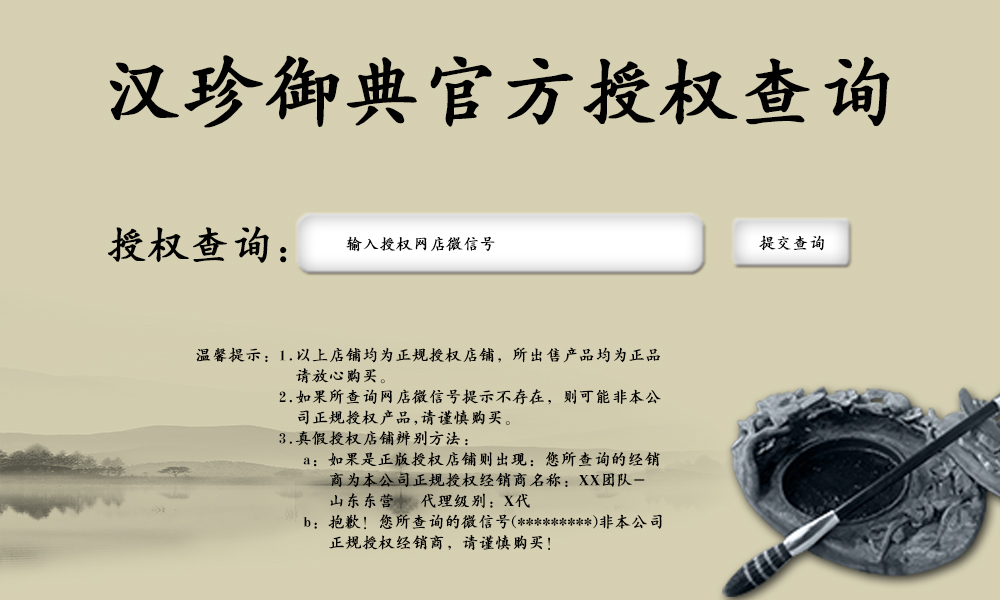 汉珍御典官方授权查询
授权查询：
输入授权网店微信号
提交查询
温馨提示：1.以上店铺均为正规授权店铺，所出售产品均为正品
请放心购买。
2.如果所查询网店微信号提示不存在，则可能非本公
司正规授权产品,请谨慎购买。
3.真假授权店铺辨别方法：
a：如果是正版授权店铺则出现：您所查询的经销
商为本公司正规授权经销商名称：XX团队-
山东东营 代理级别：X代
b：抱歉！您所查询的微信号(*********)非本公司
正规授权经销商，请谨慎购买！